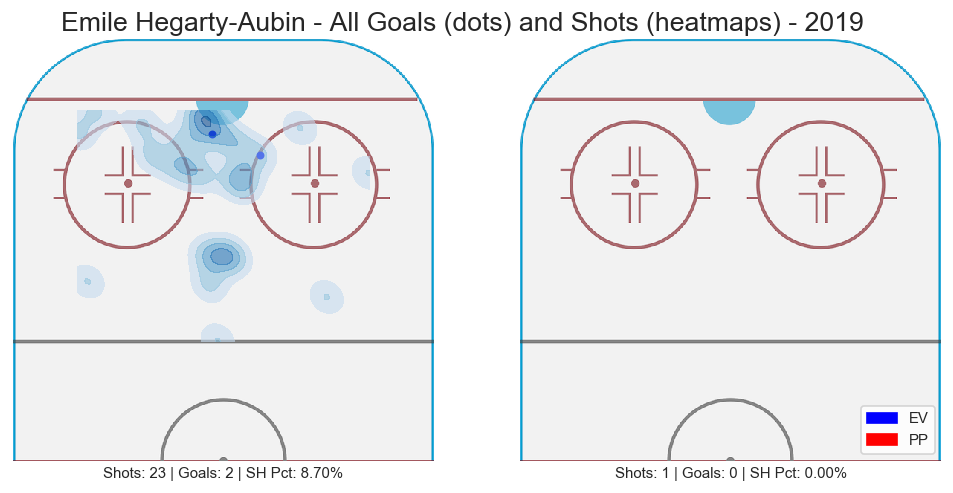 Emile Hegarty-Aubin - All Goals (dots) and Shots (heatmaps) - 2019
EV
PP
Shots: 23 | Goals: 2 | SH Pct: 8.70%
Shots: 1 | Goals: 0 | SH Pct: 0.00%